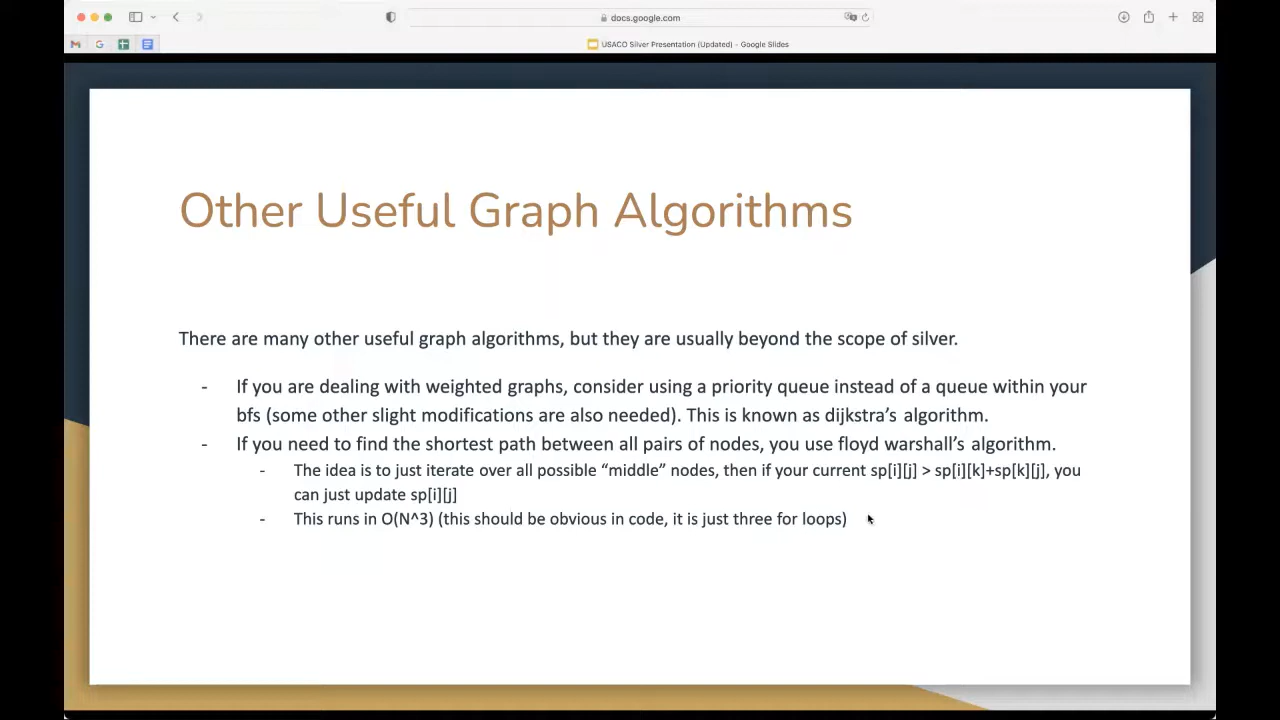 docs.google.com
USACO Silver Presentation (Updated) - Google Slides
Other Useful Graph Algorithms
There are many other useful graph algorithms, but they are usually beyond the scope of silver.
- If you are dealing with weighted graphs, consider using a priority queue instead of a queue within your
bfs (some other slight modifications are also needed). This is known as dijkstra’s algorithm.
- If you need to find the shortest path between all pairs of nodes, you use floyd warshall’s algorithm.
- The idea is to just iterate over all possible “middle” nodes, then if your current sp[i][j] > sp[i][k]+sp[k][j], you
can just update sp[i][j]
- This runs in O(N^3) (this should be obvious in code, it is just three for loops)